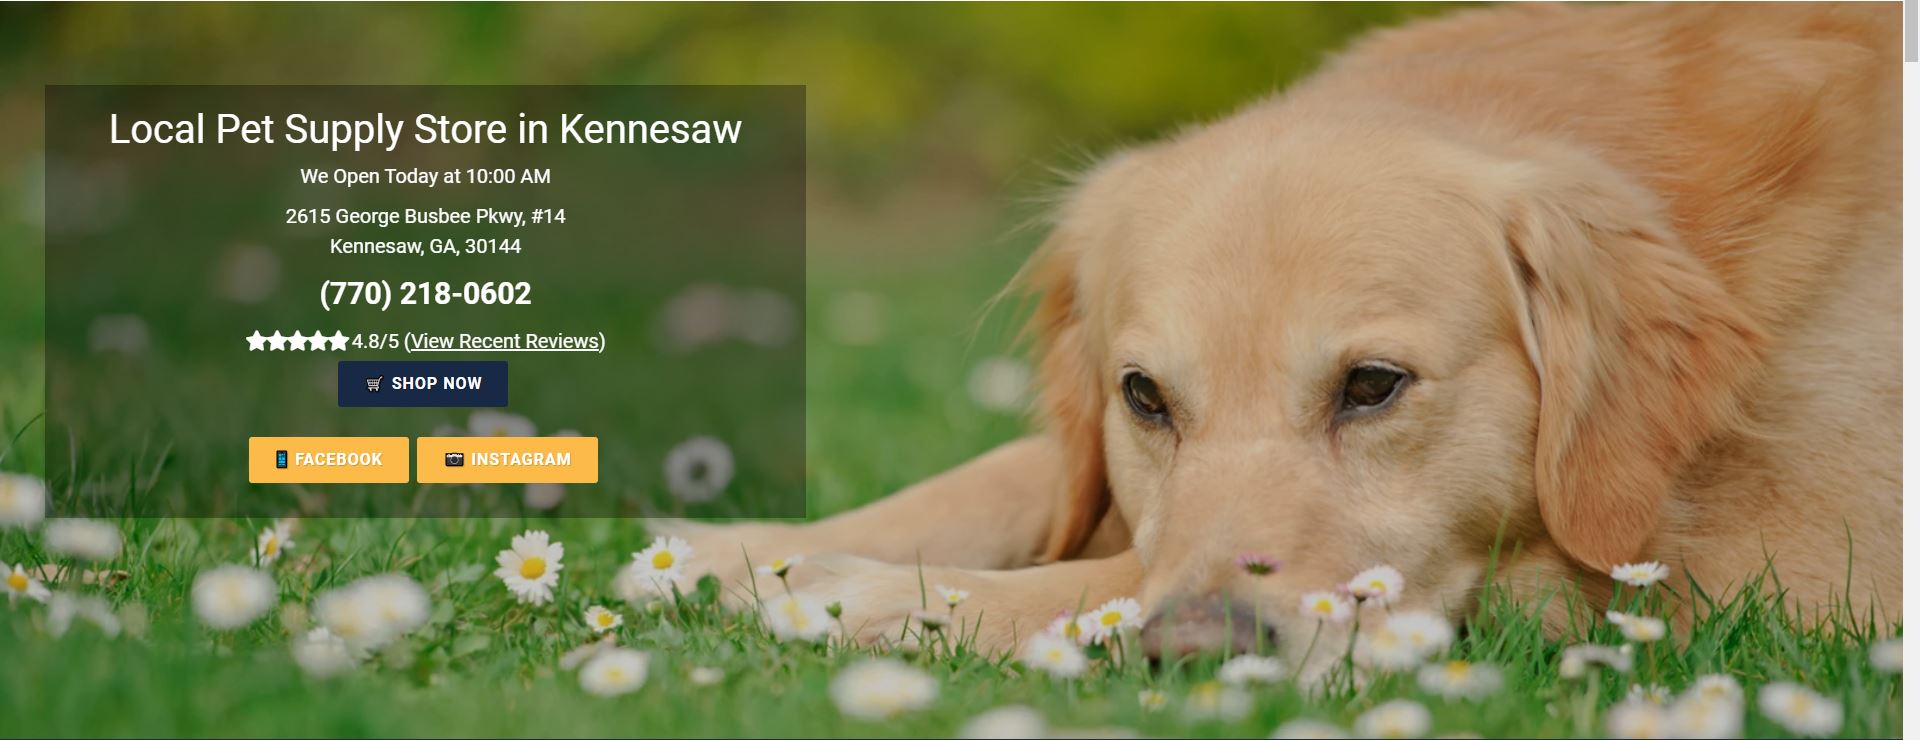 Local Pet Supply Store in Kennesaw
We Open Today at 10:00 AM
2615 George Busbee Pkwy, #14
Kennesaw, GA, 30144
(770) 218-0602
4.8/5 (View Recent Reviews)
SHOP NOW
FACEBOOK INSTAGRAM